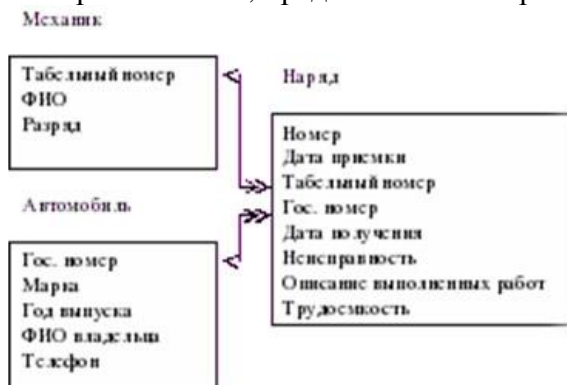 Механик
Табельный номер
ФИО
Разряд
Наряд
Номер
Дата приемки
Табельный номер
Гос. номер
Дата получения
Неисправность
Описание выполненных работ
Трудоемкость
Автомобиль
Гос. номер
Марка
Год выпуска
ФИО владельца
Телефон